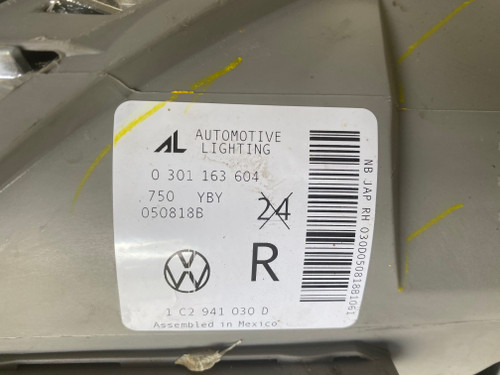 AL AUTOMOTIVE
LIGHTING
0 301 163 604
750 YBY
050818B
24
R
1 C2 941 030 D
Assembled in Mexico
NB JAP RH 030005081881061